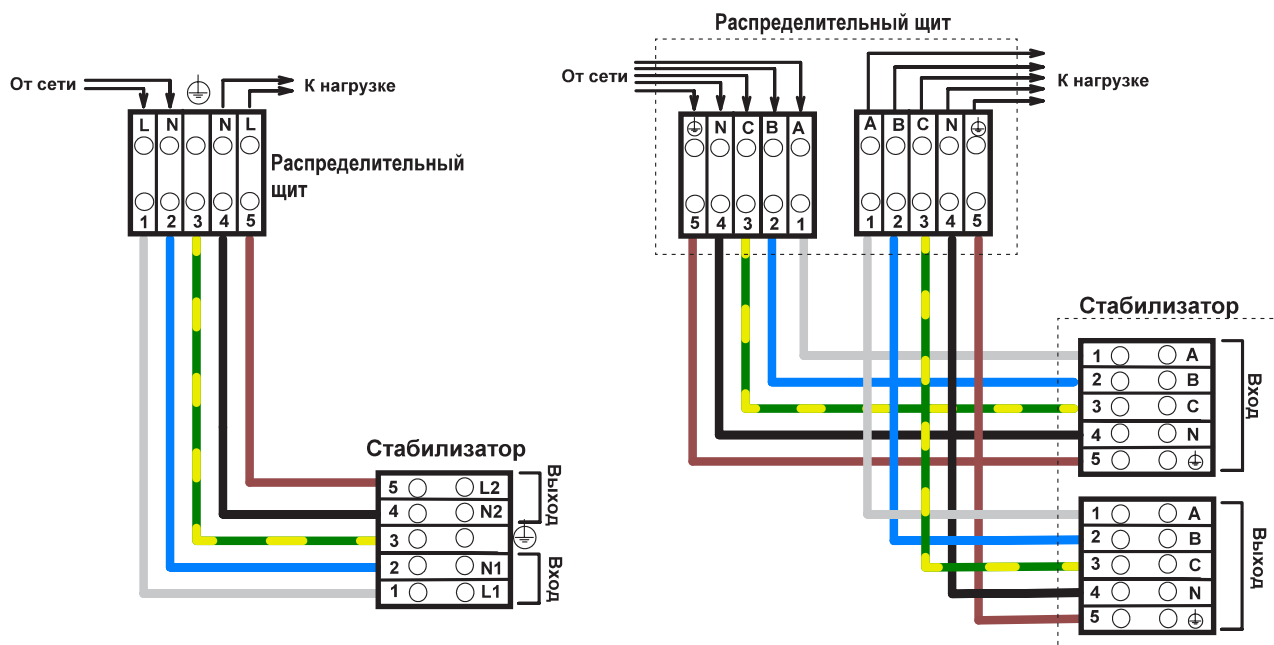 От сети
К нагрузке
L N N L
1 2 3 4 5
Распределительный
щит
Стабилизатор
5 L2
4 N2
3
2 N1
1 L1
Выход
Вход
Распределительный щит
От сети
К нагрузке
N C B A
5 4 3 2 1
A B C N
1 2 3 4 5
Стабилизатор
1 A
2 B
3 C
4 N
5
Вход
1 A
2 B
3 C
4 N
5
Выход